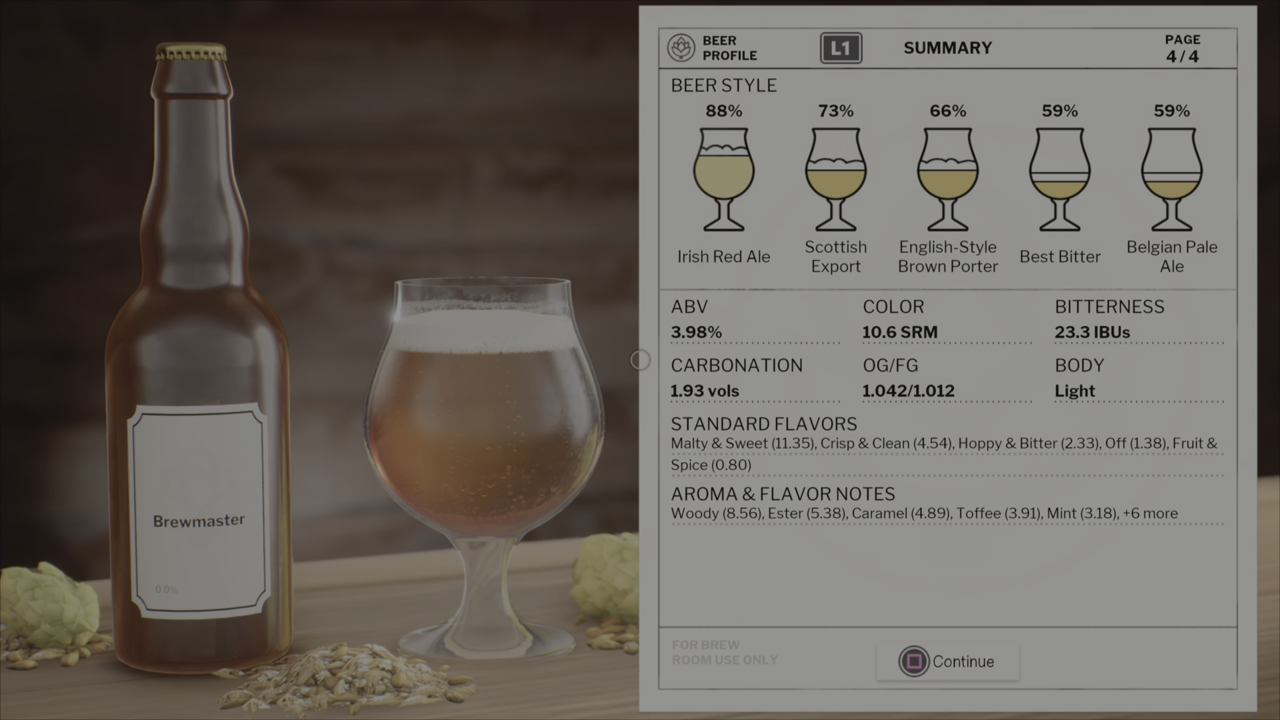 BEER
PROFILE
L1
SUMMARY
PAGE
4/4
BEER STYLE
88%
73%
66%
59%
59%
Irish Red Ale
Scottish
Export
English-Style
Brown Porter
Best Bitter
Belgian Pale
Ale
ABV
COLOR
BITTERNESS
3.98%
10.6 SRM
23.3 IBUs
CARBONATION
OG/FG
BODY
1.93 vols
1.042/1.012
Light
STANDARD FLAVORS
Malty & Sweet (11.35), Crisp & Clean (4.54), Hoppy & Bitter (2.33), Off (1.38), Fruit &
Spice (0.80)
AROMA & FLAVOR NOTES
Woody (8.56), Ester (5.38), Caramel (4.89), Toffee (3.91), Mint (3.18), +6 more
FOR BREW
ROOM USE ONLY
Continue
Brewmaster
0.0%